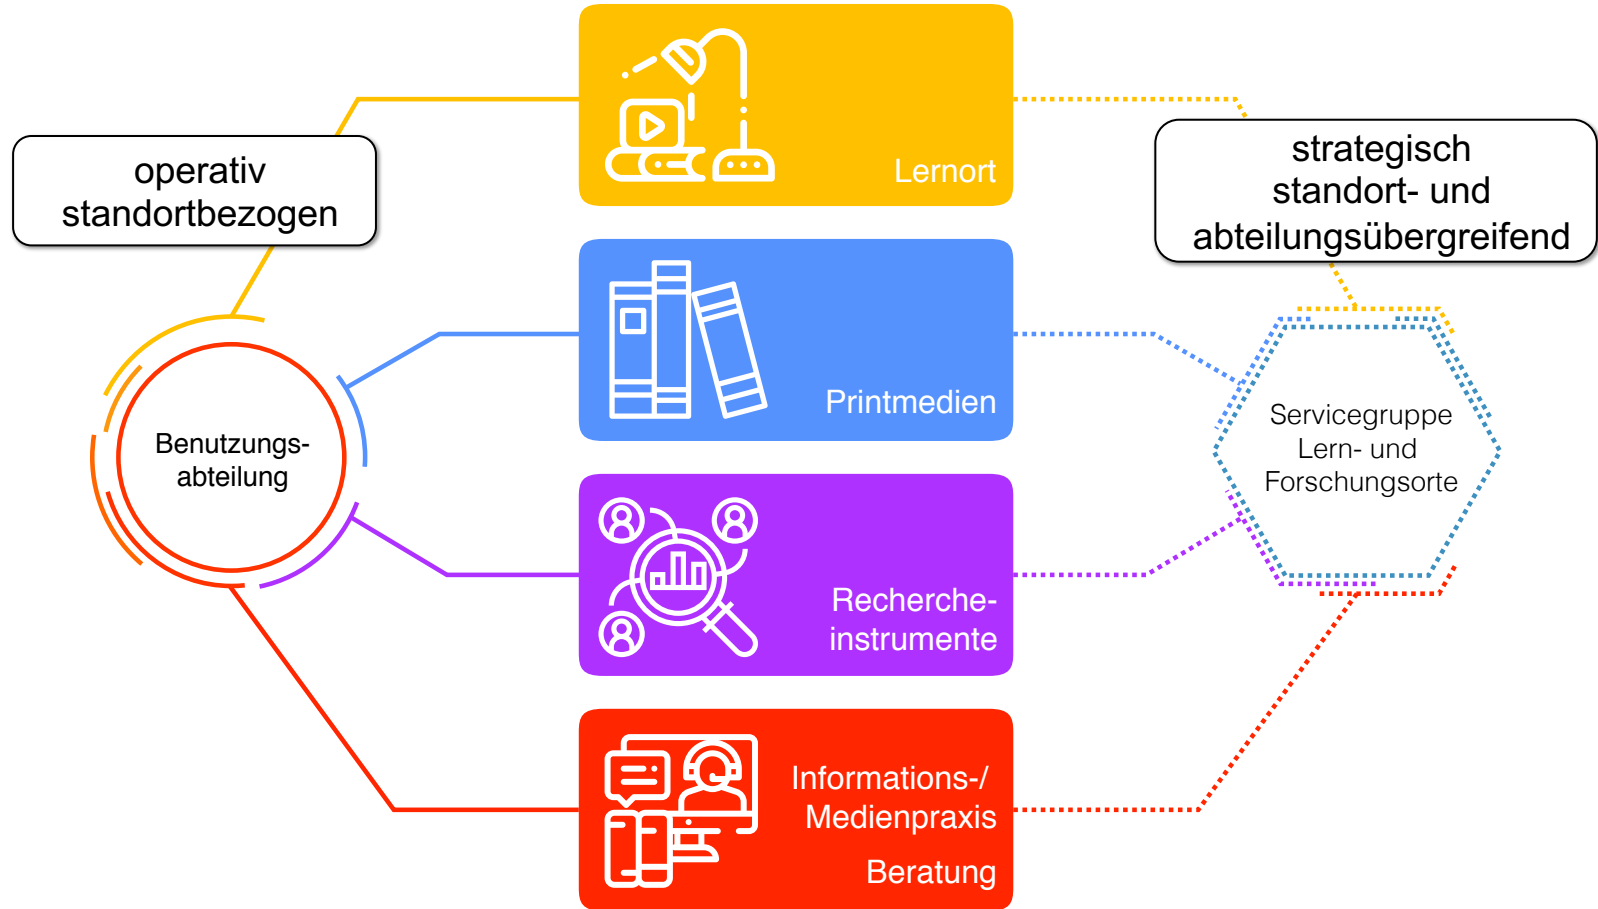 operativ
standortbezogen
Lernort
strategisch
standort- und
abteilungsübergreifend
Printmedien
Benutzungs-
abteilung
Servicegruppe
Lern- und
Forschungsorte
Recherche-
instrumente
Informations-/
Medienpraxis
Beratung